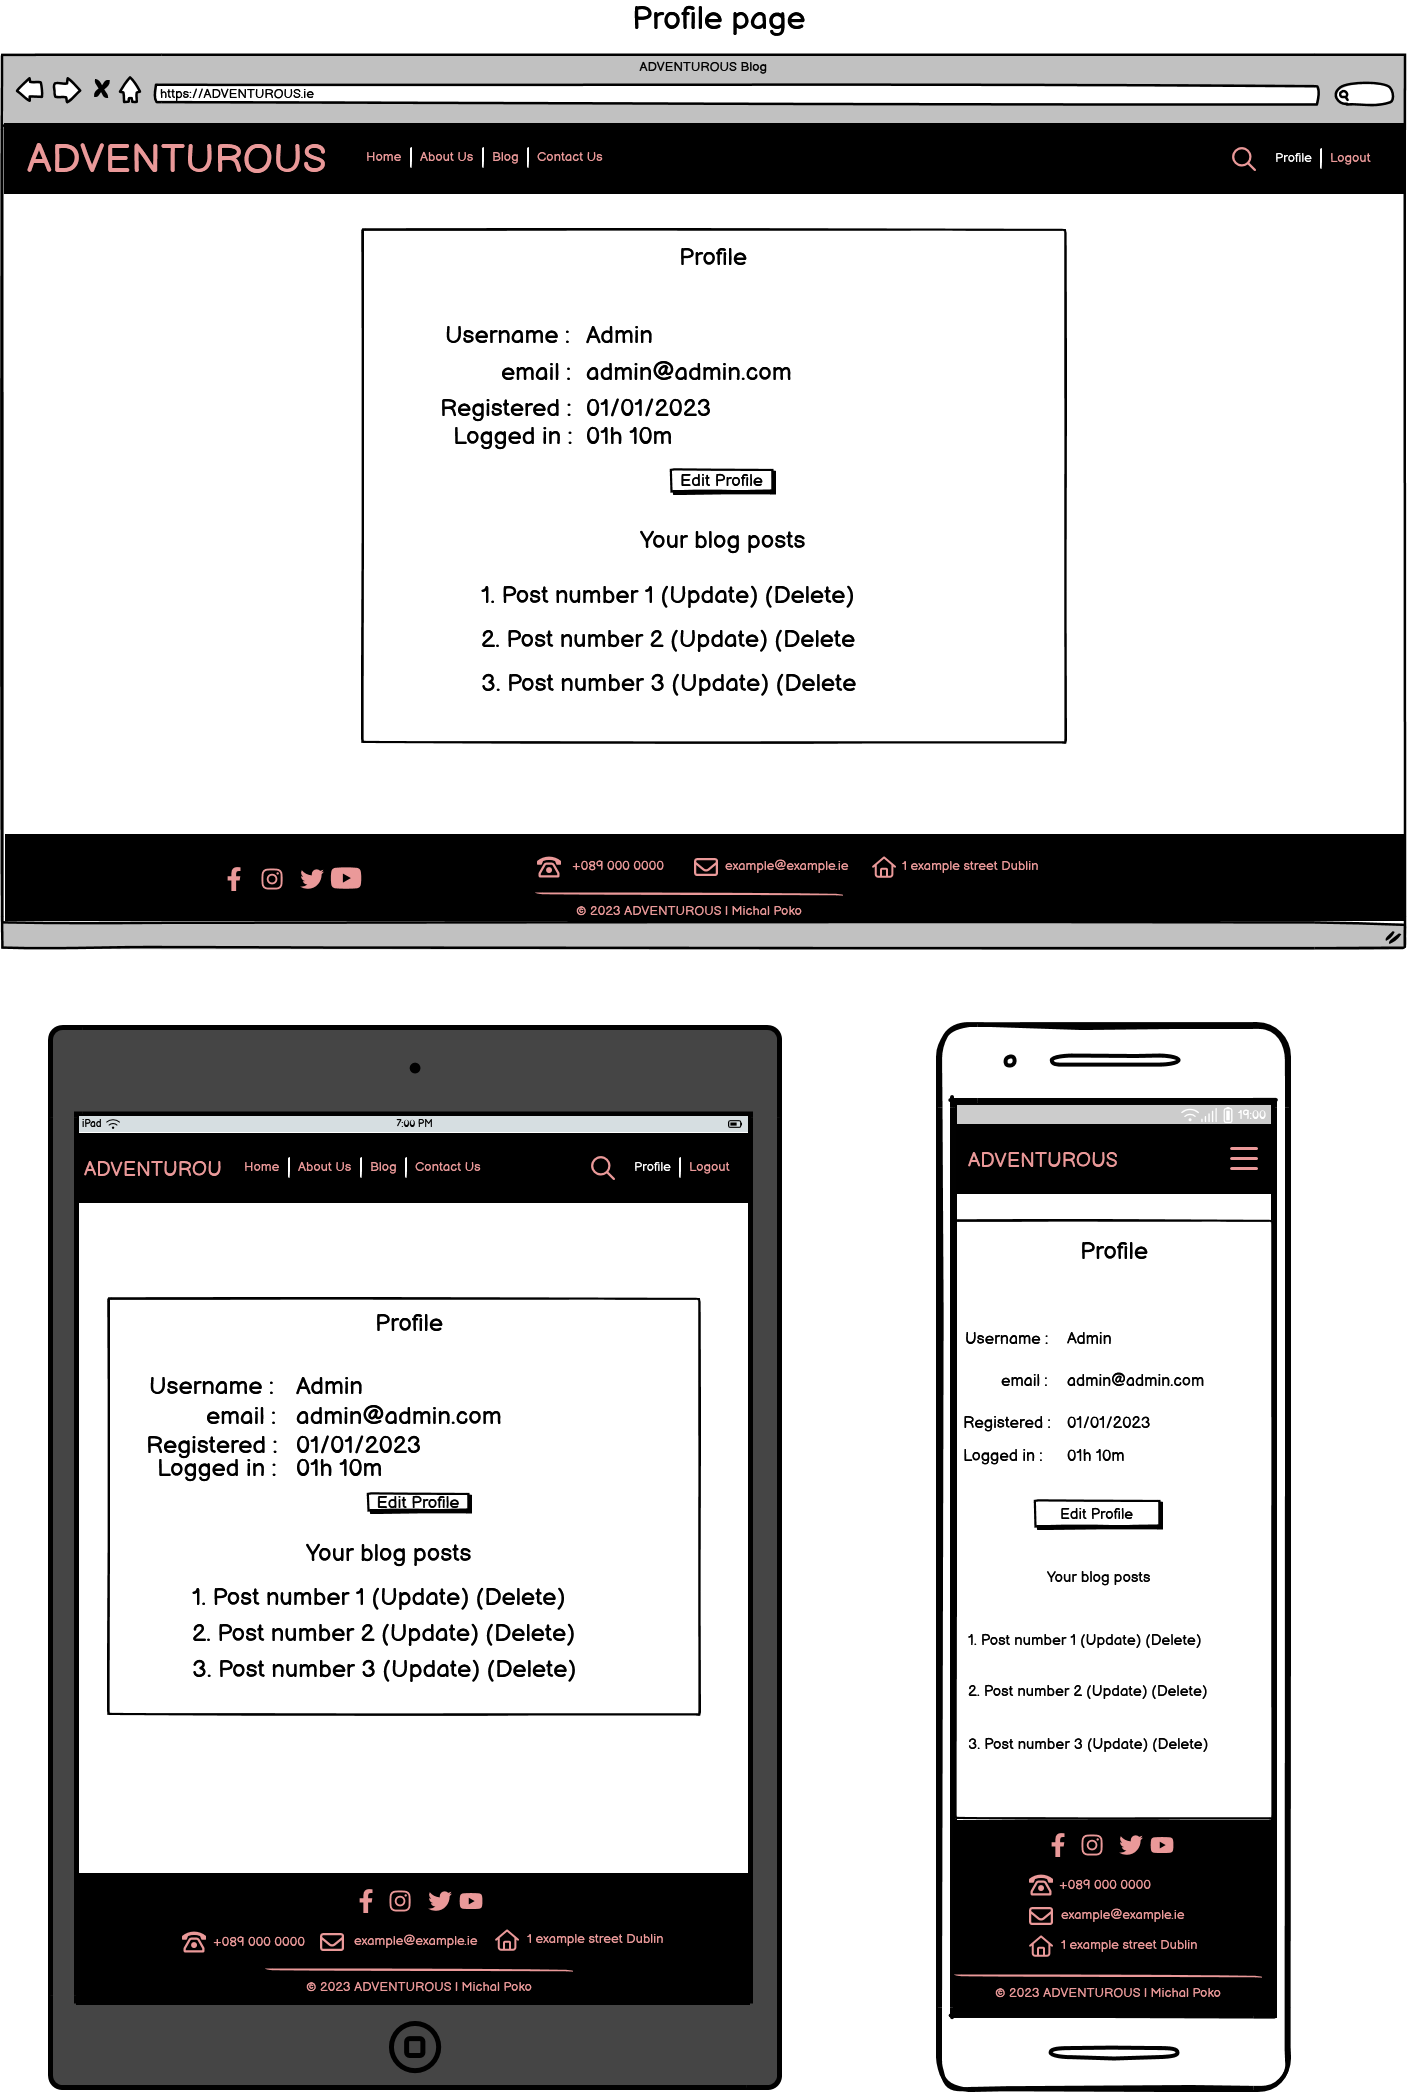 Profile page
ADVENTUROUS Blog
https://ADVENTUROUS.ie
ADVENTUROUS Home About Us Blog Contact Us Profile Logout
Profile
Username : Admin
email : admin@admin.com
Registered : 01/01/2023
Logged in : 01h 10m
Edit Profile
Your blog posts
1. Post number 1 (Update) (Delete)
2. Post number 2 (Update) (Delete
3. Post number 3 (Update) (Delete
+089 000 0000 example@example.ie 1 example street Dublin
© 2023 ADVENTUROUS I Michal Poko
iPad 7:00 PM
ADVENTUROU Home About Us Blog Contact Us Profile Logout
Profile
Username : Admin
email : admin@admin.com
Registered : 01/01/2023
Logged in : 01h 10m
Edit Profile
Your blog posts
1. Post number 1 (Update) (Delete)
2. Post number 2 (Update) (Delete)
3. Post number 3 (Update) (Delete)
+089 000 0000 example@example.ie 1 example street Dublin
© 2023 ADVENTUROUS I Michal Poko
19:00
ADVENTUROUS
Profile
Username : Admin
email : admin@admin.com
Registered : 01/01/2023
Logged in : 01h 10m
Edit Profile
Your blog posts
1. Post number 1 (Update) (Delete)
2. Post number 2 (Update) (Delete)
3. Post number 3 (Update) (Delete)
+089 000 0000
example@example.ie
1 example street Dublin
© 2023 ADVENTUROUS I Michal Poko